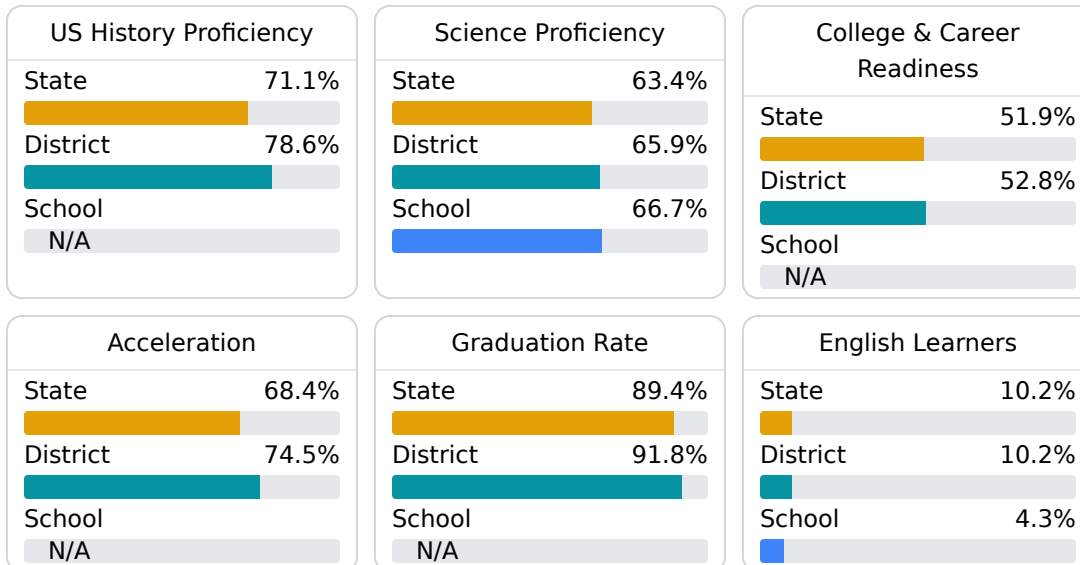 US History Proficiency
State 71.1%
District 78.6%
School
N/A
Science Proficiency
State 63.4%
District 65.9%
School 66.7%
College & Career
Readiness
State 51.9%
District 52.8%
School
N/A
Acceleration
State 68.4%
District 74.5%
School
N/A
Graduation Rate
State 89.4%
District 91.8%
School
N/A
English Learners
State 10.2%
District 10.2%
School 4.3%